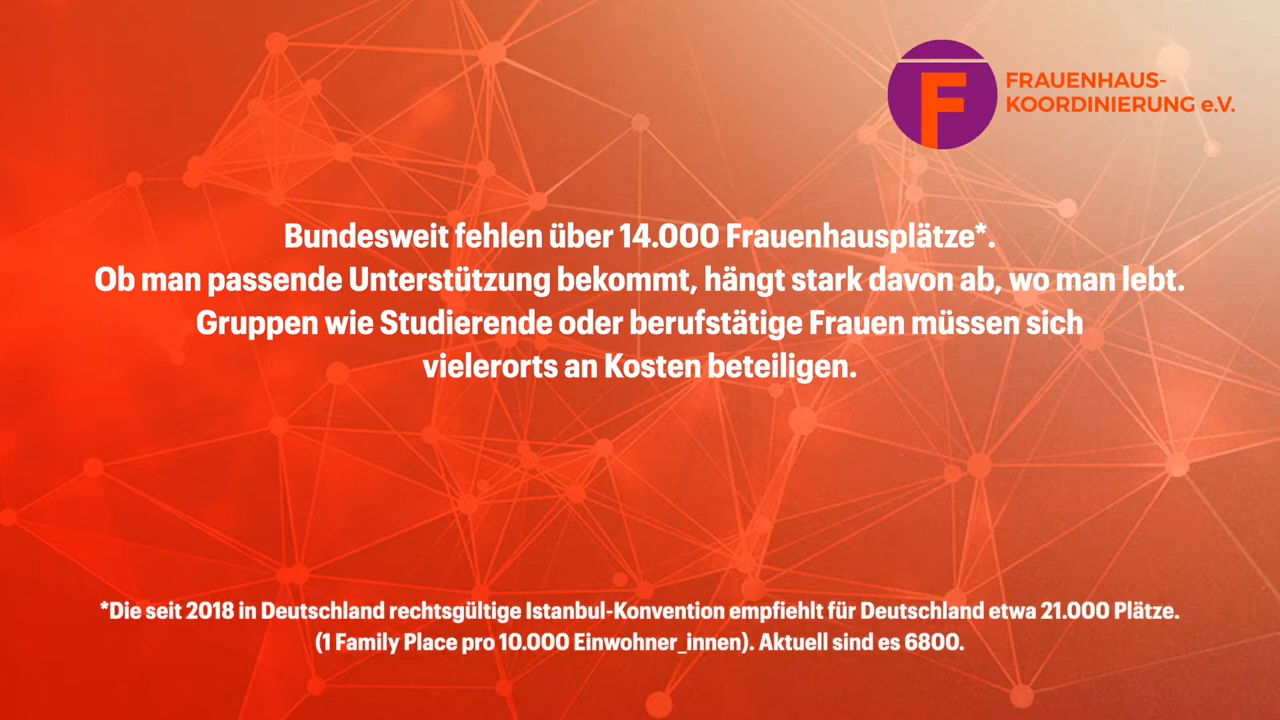 F
FRAUENHAUS-
KOORDINIERUNG e.V.
Bundesweit fehlen über 14.000 Frauenhausplätze*.
Ob man passende Unterstützung bekommt, hängt stark davon ab, wo man lebt.
Gruppen wie Studierende oder berufstätige Frauen müssen sich
vielerorts an Kosten beteiligen.
*Die seit 2018 in Deutschland rechtsgültige Istanbul-Konvention empfiehlt für Deutschland etwa 21.000 Plätze.
(1 Family Place pro 10.000 Einwohner_innen). Aktuell sind es 6800.